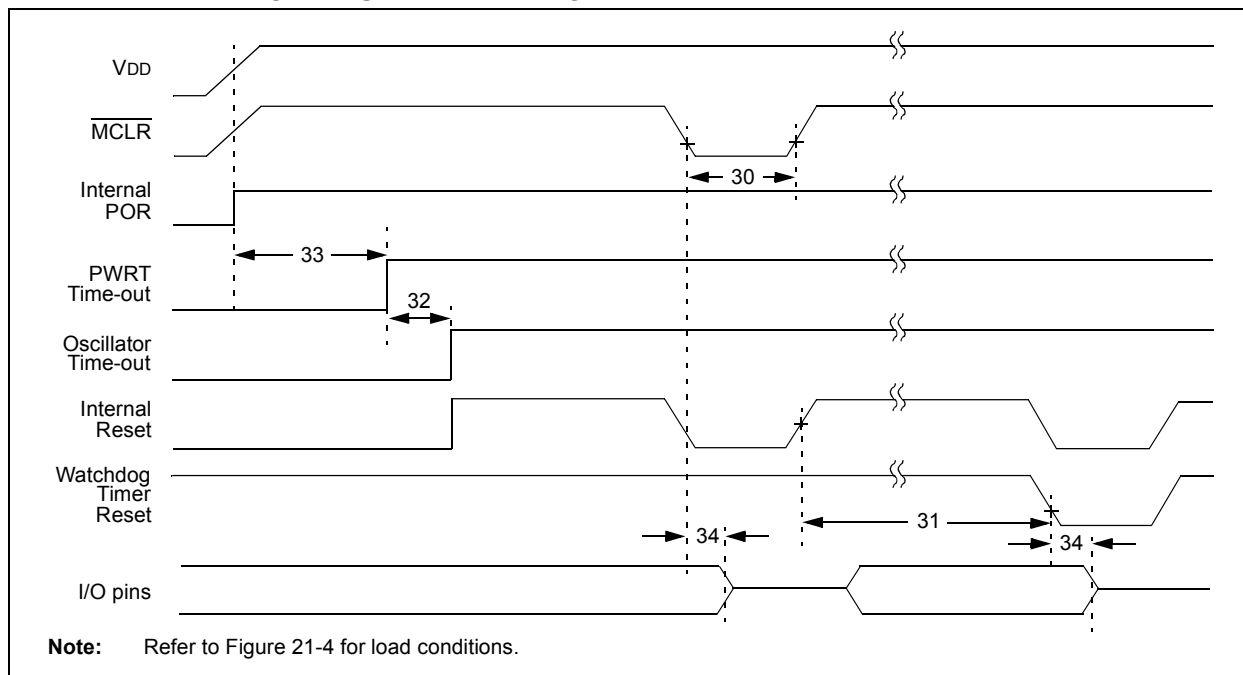 VDD
MCLR
30
Internal
POR
33
PWRT
Time-out
32
Oscillator
Time-out
Internal
Reset
Watchdog
Timer
Reset
31
34
34
I/O pins
Note: Refer to Figure 21-4 for load conditions.